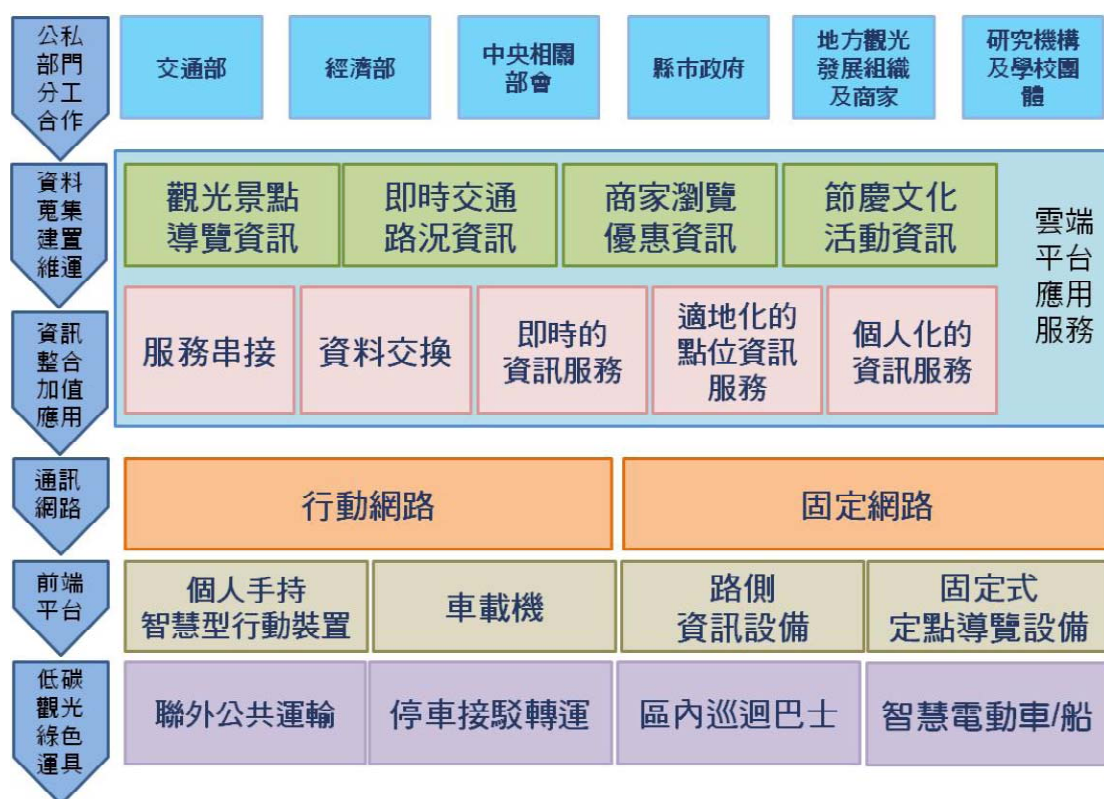 公私
部門
分工
合作
交通部
經濟部
中央相關
部會
縣市政府
地方觀光
發展組織
及商家
研究機構
及學校團
體
資料
蒐集
建置
維運
觀光景點
導覽資訊
即時交通
路況資訊
商家瀏覽
優惠資訊
節慶文化
活動資訊
雲端
平台
應用
服務
資訊
整合
加值
應用
服務串接
資料交換
即時的
資訊服務
適地化的
點位資訊
服務
個人化的
資訊服務
通訊
網路
行動網路
固定網路
前端
平台
個人手持
智慧型行動裝置
車載機
路側
資訊設備
固定式
定點導覽設備
低碳
觀光
綠色
運具
聯外公共運輸
停車接駁轉運
區內巡迴巴士
智慧電動車/船